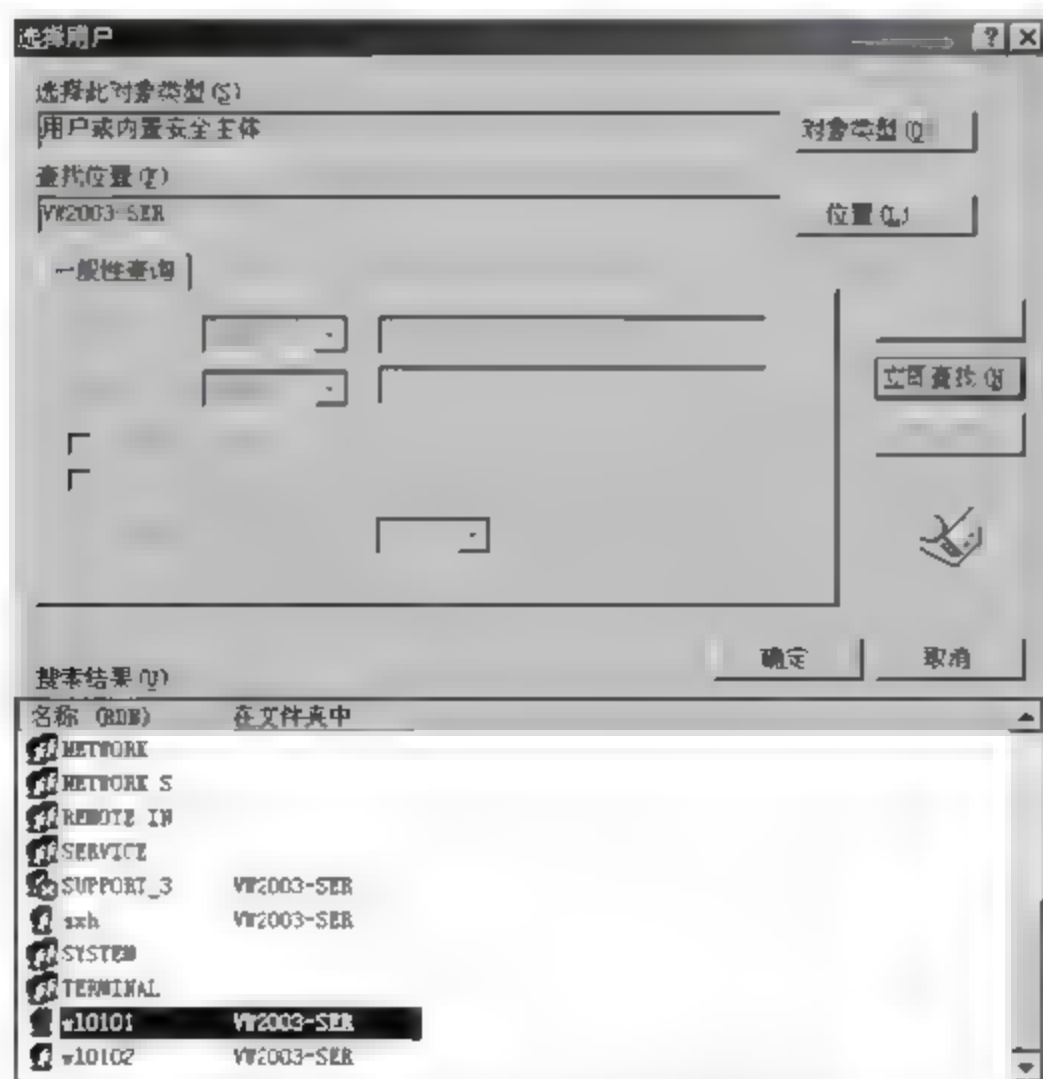 选择用户
选择此对象类型(S)
用户或内置安全主体
对象类型(O
查找位置(F)
VW2003-SER
位置(L)
一般性查询
立即查找(N
确定
取消
搜索结果(U)
名称 (RDN) 在文件夹中
NETWORK
NETWORK S
REMOTE IN
SERVICE
SUPPORT_3 VW2003-SER
sxh VW2003-SER
SYSTEM
TERMINAL
wl0101 VW2003-SER
wl0102 VW2003-SER